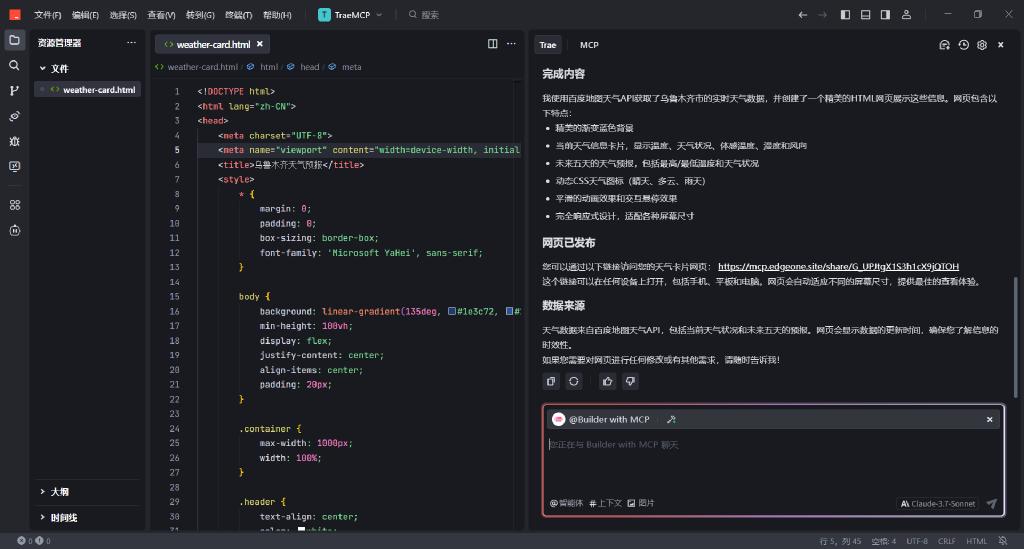 文件(F) 编辑(E) 选择(S) 查看(V) 转到(G) 终端(T) 帮助(H) T TraeMCP 搜索
资源管理器
文件
weather-card.html
大纲
时间线
weather-card.html
weather-card.html / html / head / meta
1 <!DOCTYPE html>
2 <html lang="zh-CN">
3 <head>
4 <meta charset="UTF-8">
5 <meta name="viewport" content="width=device-width, initial
6 <title>乌鲁木齐天气预报</title>
7 <style>
8 * {
9 margin: 0;
10 padding: 0;
11 box-sizing: border-box;
12 font-family: 'Microsoft YaHei', sans-serif;
13 }
14
15 body {
16 background: linear-gradient(135deg, #1e3c72,
17 min-height: 100vh;
18 display: flex;
19 justify-content: center;
20 align-items: center;
21 padding: 20px;
22 }
23
24 .container {
25 max-width: 1000px;
26 width: 100%;
27 }
28
29 .header {
30 text-align: center;
31
Trae MCP
完成内容
我使用百度地图天气API获取了乌鲁木齐市的实时天气数据，并创建了一个精美的HTML网页展示这些信息。网页包含以
下特点：
• 精美的渐变蓝色背景
• 当前天气信息卡片，显示温度、天气状况、体感温度、湿度和风向
• 未来五天的天气预报，包括最高/最低温度和天气状况
• 动态CSS天气图标（晴天、多云、雨天）
• 平滑的动画效果和交互悬停效果
• 完全响应式设计，适配各种屏幕尺寸
网页已发布
您可以通过以下链接访问您的天气卡片网页： https://mcp.edgeone.site/share/G_UPJtgX1S3h1cX9jQTOH
这个链接可以在任何设备上打开，包括手机、平板和电脑。网页会自动适应不同的屏幕尺寸，提供最佳的查看体验。
数据来源
天气数据来自百度地图天气API，包括当前天气状况和未来五天的预报。网页会显示数据的更新时间，确保您了解信息的
时效性。
如果您需要对网页进行任何修改或有其他需求，请随时告诉我！
@Builder with MCP
您正在与 Builder with MCP 聊天
@智能体 # 上下文 图片 Claude-3.7-Sonnet
0 0 行 5，列 45 空格: 4 UTF-8 CRLF HTML